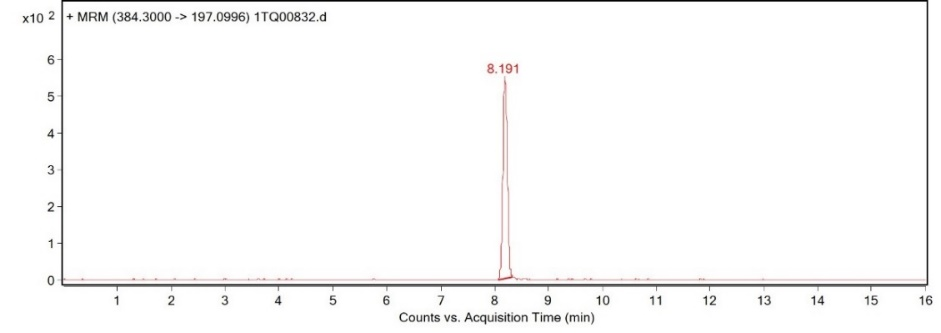 x10 2
+ MRM (384.3000 -> 197.0996) 1TQ00832.d
8.191
6
5
4
3
2
1
0
1 2 3 4 5 6 7 8 9 10 11 12 13 14 15 16
Counts vs. Acquisition Time (min)